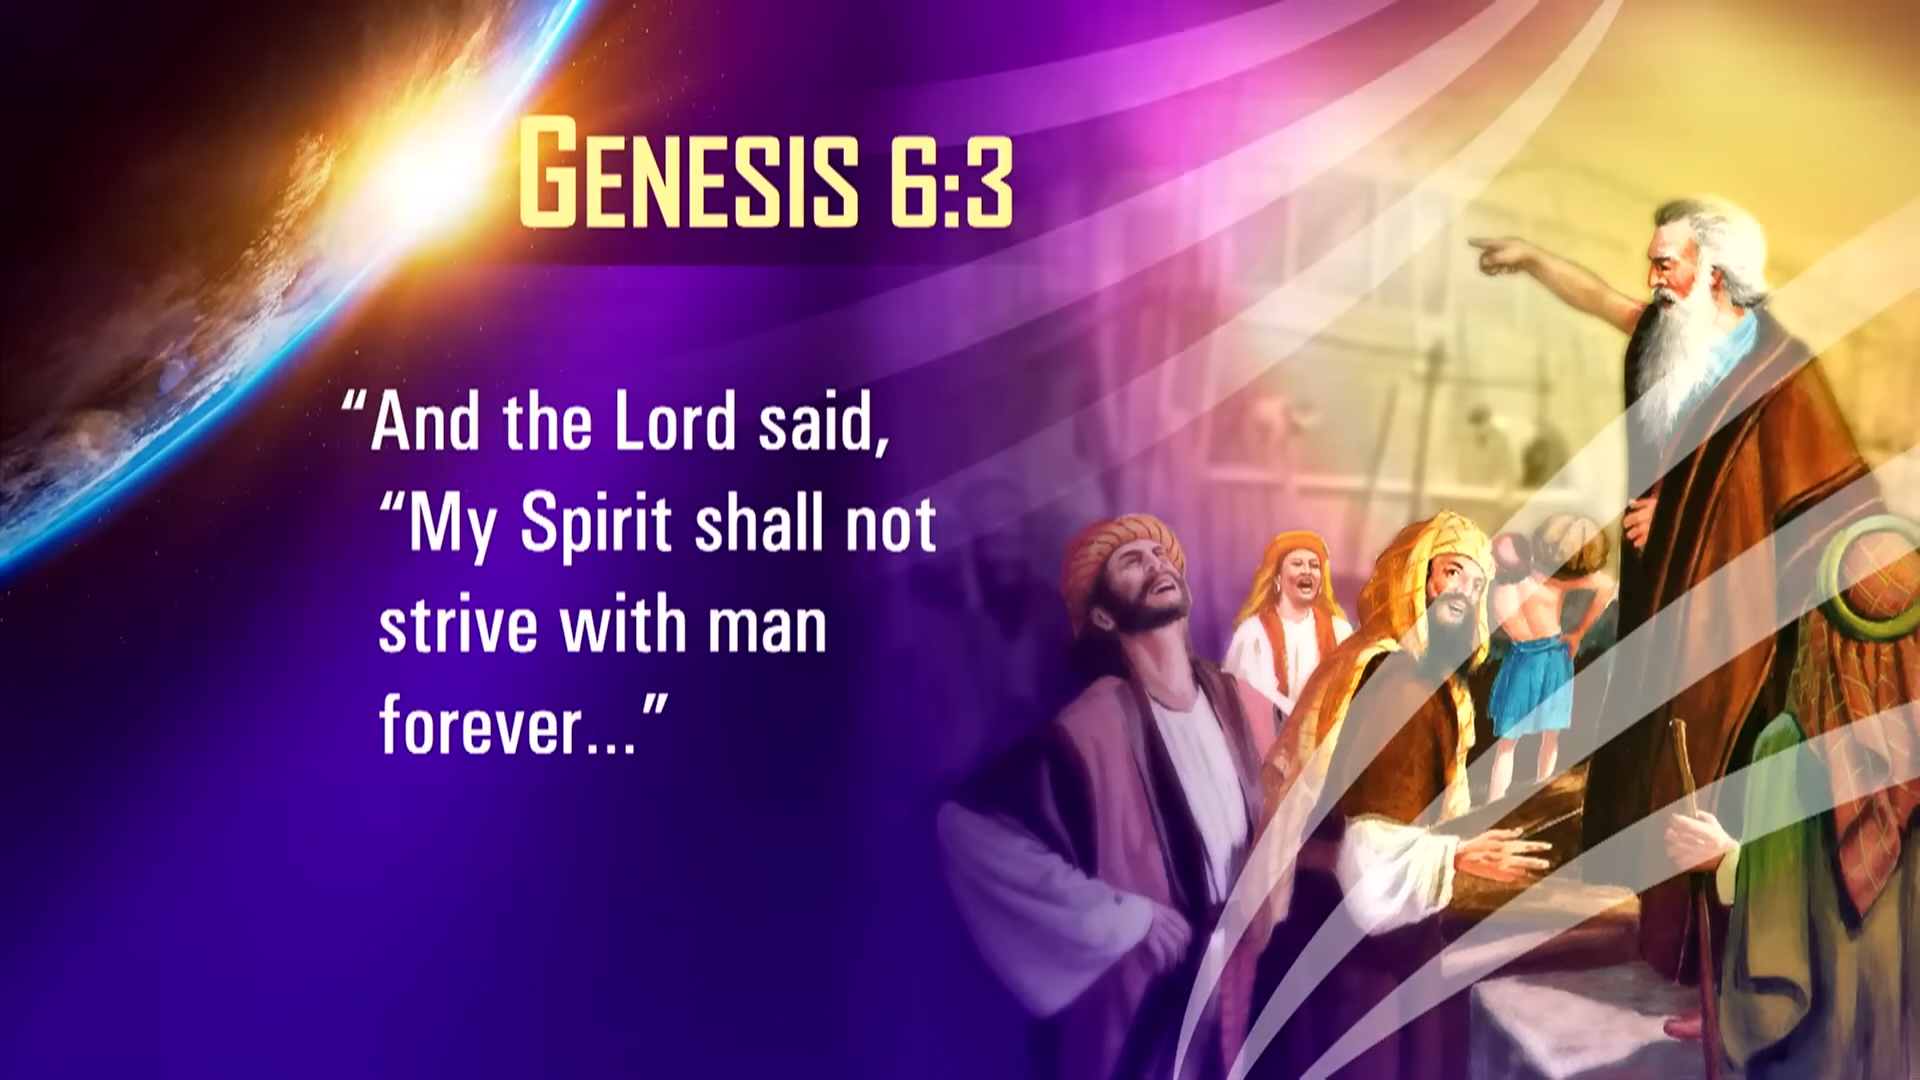 GENESIS 6:3
“And the Lord said,
“My Spirit shall not
strive with man
forever...”